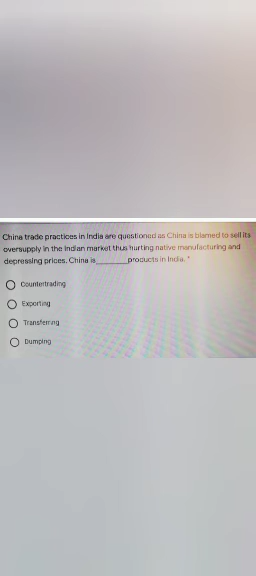 China trade practices in India are questioned as China is blamed to sell its
oversupply in the Indian market thus hurting native manufacturing and
depressing prices. China is________products in India. *
Countertrading
Exporting
Transferring
Dumping